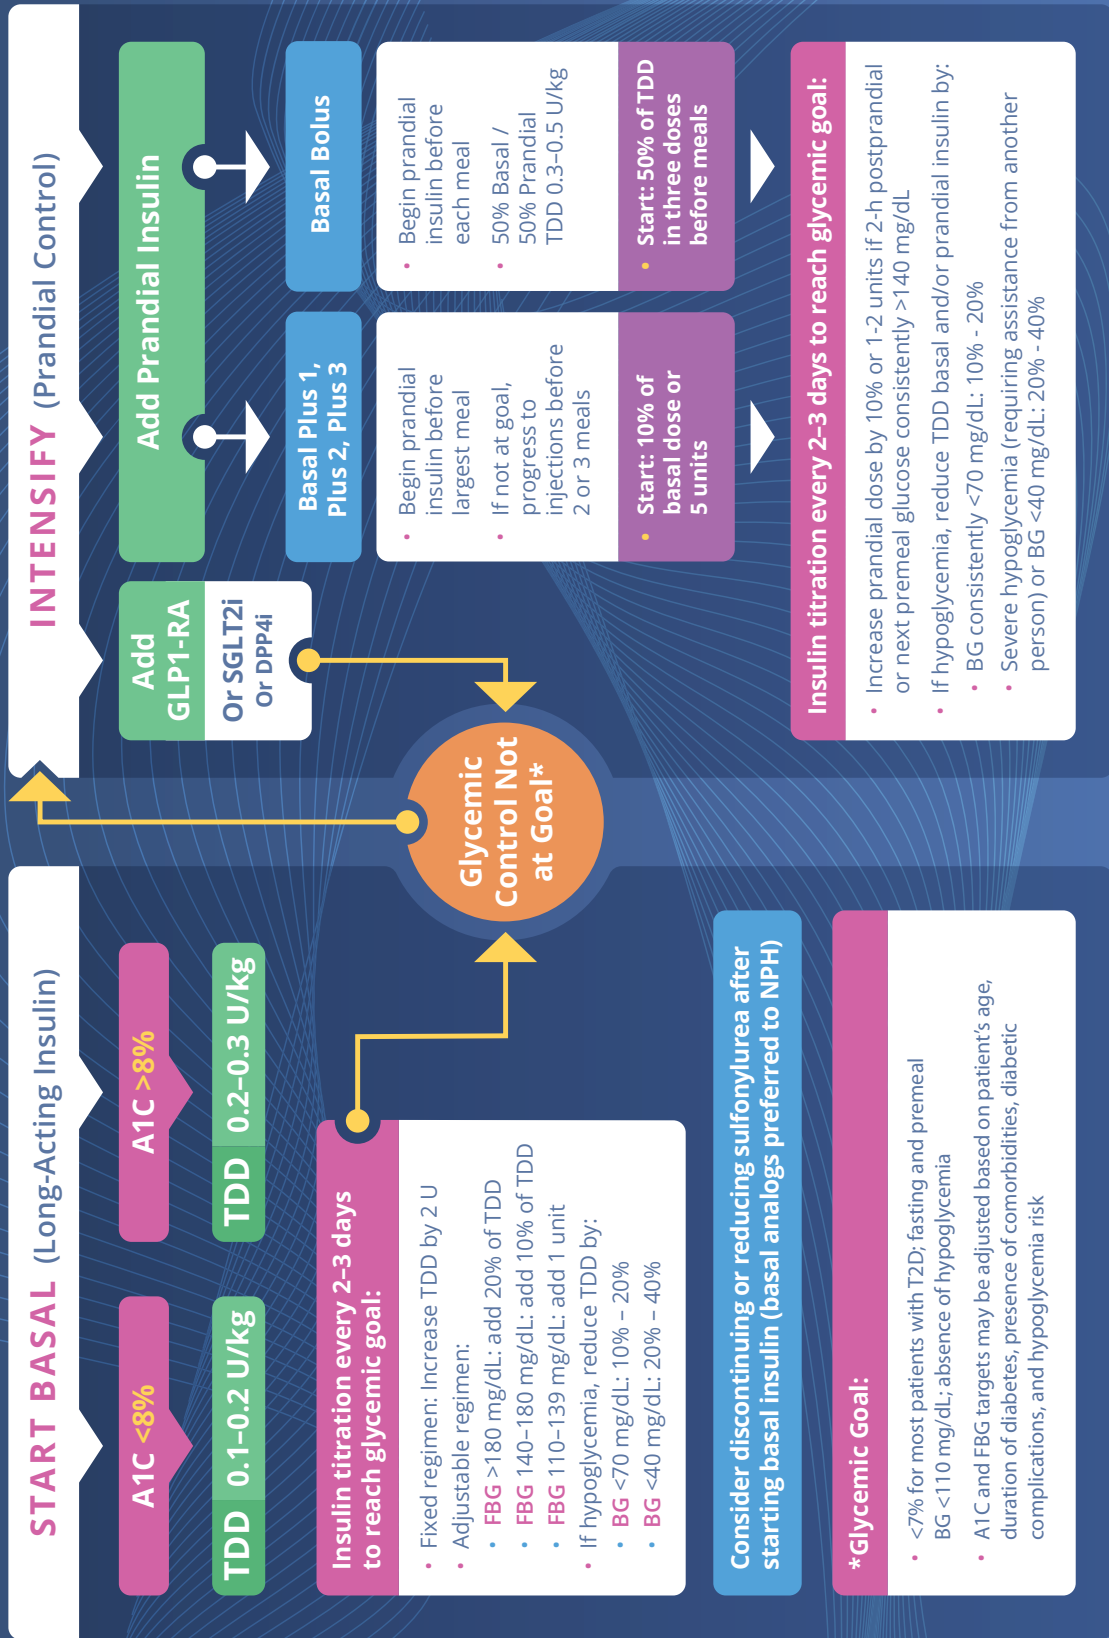 START BASAL (Long-Acting Insulin)
A1C <8%
A1C >8%
TDD 0.1–0.2 U/kg
TDD 0.2–0.3 U/kg
Insulin titration every 2–3 days
to reach glycemic goal:
• Fixed regimen: Increase TDD by 2 U
• Adjustable regimen:
• FBG >180 mg/dL: add 20% of TDD
• FBG 140–180 mg/dL: add 10% of TDD
• FBG 110–139 mg/dL: add 1 unit
• If hypoglycemia, reduce TDD by:
• BG <70 mg/dL: 10% – 20%
• BG <40 mg/dL: 20% – 40%
Consider discontinuing or reducing sulfonylurea after
starting basal insulin (basal analogs preferred to NPH)
*Glycemic Goal:
• <7% for most patients with T2D; fasting and premeal
BG <110 mg/dL; absence of hypoglycemia
• A1C and FBG targets may be adjusted based on patient’s age,
duration of diabetes, presence of comorbidities, diabetic
complications, and hypoglycemia risk
Glycemic
Control Not
at Goal*
INTENSIFY (Prandial Control)
Add
GLP1-RA
Or SGLT2i
Or DPP4i
Add Prandial Insulin
Basal Plus 1,
Plus 2, Plus 3
• Begin prandial
insulin before
largest meal
• If not at goal,
progress to
injections before
2 or 3 meals
• Start: 10% of
basal dose or
5 units
Basal Bolus
• Begin prandial
insulin before
each meal
• 50% Basal /
50% Prandial
TDD 0.3–0.5 U/kg
• Start: 50% of TDD
in three doses
before meals
Insulin titration every 2–3 days to reach glycemic goal:
• Increase prandial dose by 10% or 1-2 units if 2-h postprandial
or next premeal glucose consistently >140 mg/dL
• If hypoglycemia, reduce TDD basal and/or prandial insulin by:
• BG consistently <70 mg/dL: 10% - 20%
• Severe hypoglycemia (requiring assistance from another
person) or BG <40 mg/dL: 20% - 40%